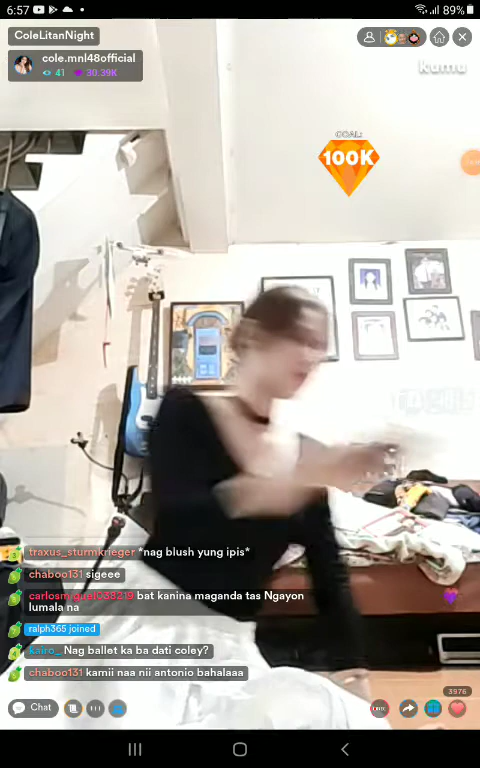 6:57
89%
ColeLitanNight
cole.mnl48official
41 30.39K
kumu
GOAL:
100K
traxus_sturmkrieger *nag blush yung ipis*
chaboo131 sigeee
bat kanina maganda tas Ngayon
lumala na
ralph365 joined
kairo_ Nag ballet ka ba dati coley?
chaboo131 kamii naa nii antonio bahalaaa
3976
Chat